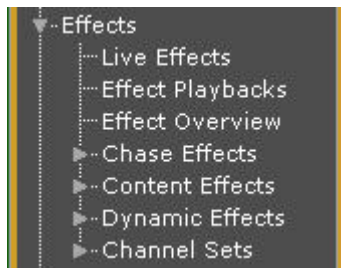 Effects
Live Effects
Effect Playbacks
Effect Overview
Chase Effects
Content Effects
Dynamic Effects
Channel Sets